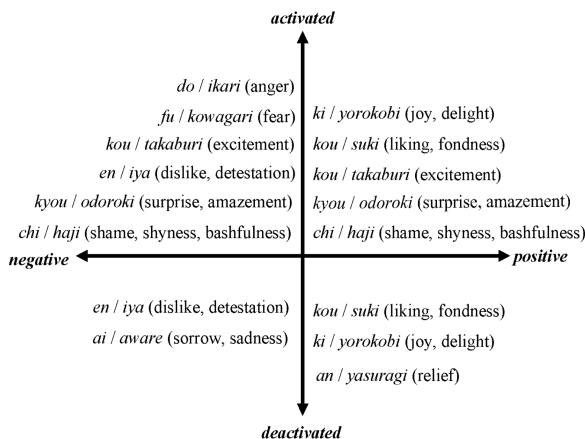 activated
do / ikari (anger)
fu / kowagari (fear)
kou / takaburi (excitement)
en / iya (dislike, detestation)
kyou / odoroki (surprise, amazement)
chi / haji (shame, shyness, bashfulness)
ki / yorokobi (joy, delight)
kou / suki (liking, fondness)
kou / takaburi (excitement)
kyou / odoroki (surprise, amazement)
chi / haji (shame, shyness, bashfulness)
negative
positive
en / iya (dislike, detestation)
ai / aware (sorrow, sadness)
kou / suki (liking, fondness)
ki / yorokobi (joy, delight)
an / yasuragi (relief)
deactivated